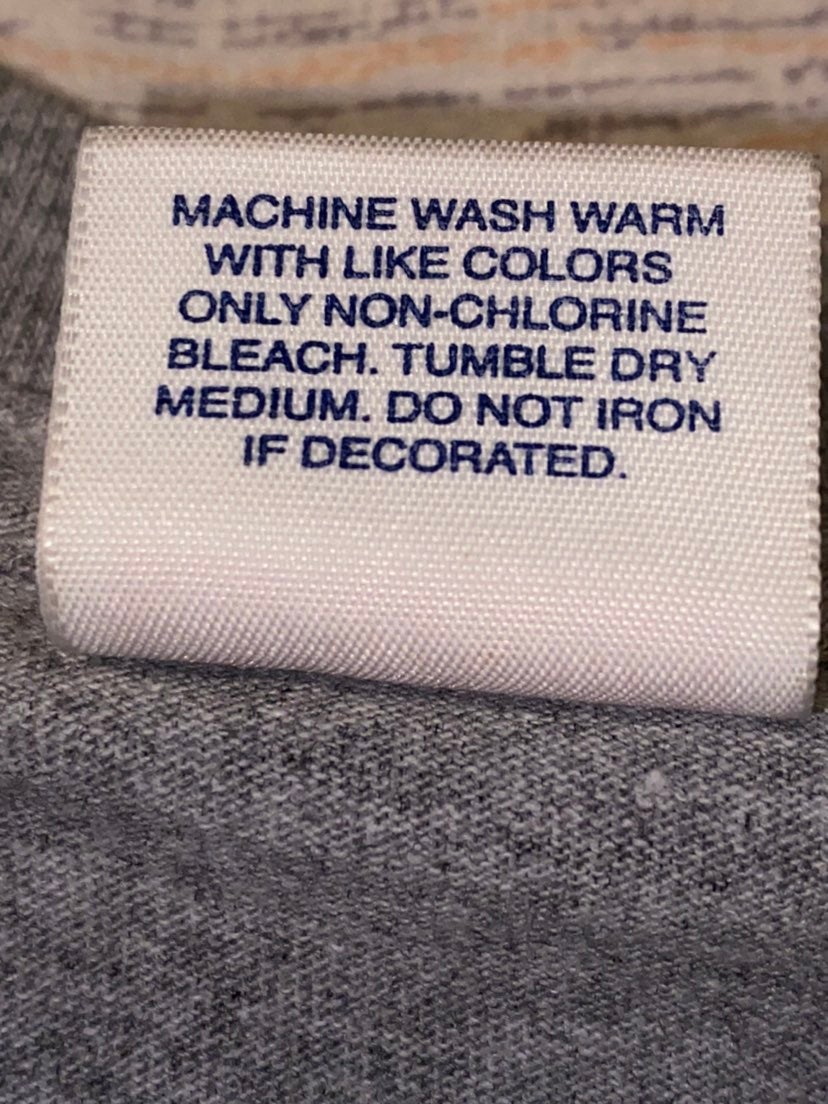 MACHINE WASH WARM
WITH LIKE COLORS
ONLY NON-CHLORINE
BLEACH. TUMBLE DRY
MEDIUM. DO NOT IRON
IF DECORATED.